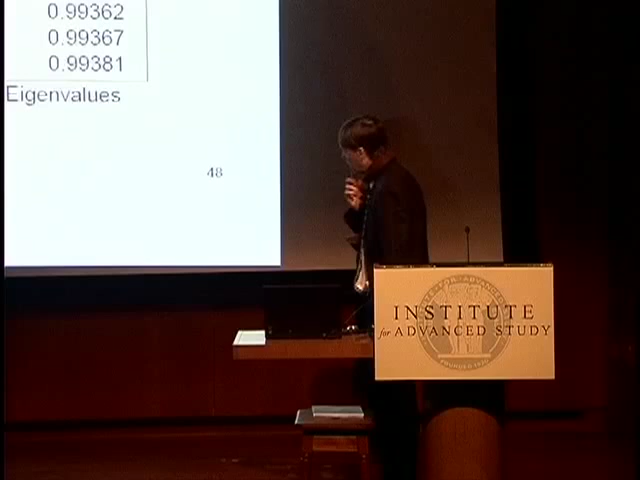 0.99362
0.99367
0.99381
Eigenvalues
48
INSTITUTE
for ADVANCED STUDY